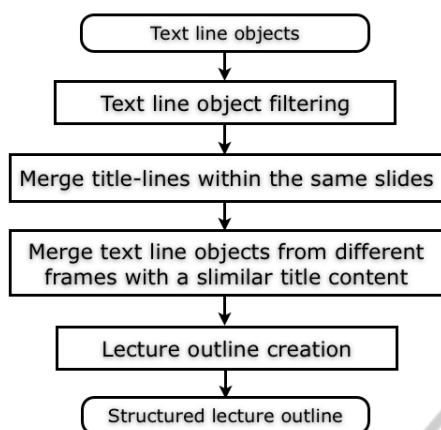 Text line objects
Text line object filtering
Merge title-lines within the same slides
Merge text line objects from different
frames with a slimilar title content
Lecture outline creation
Structured lecture outline